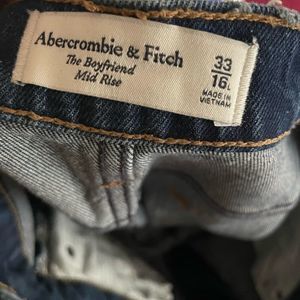 Abercrombie & Fitch
The Boyfriend
Mid Rise
33
16L
MADE IN
VIETNAM